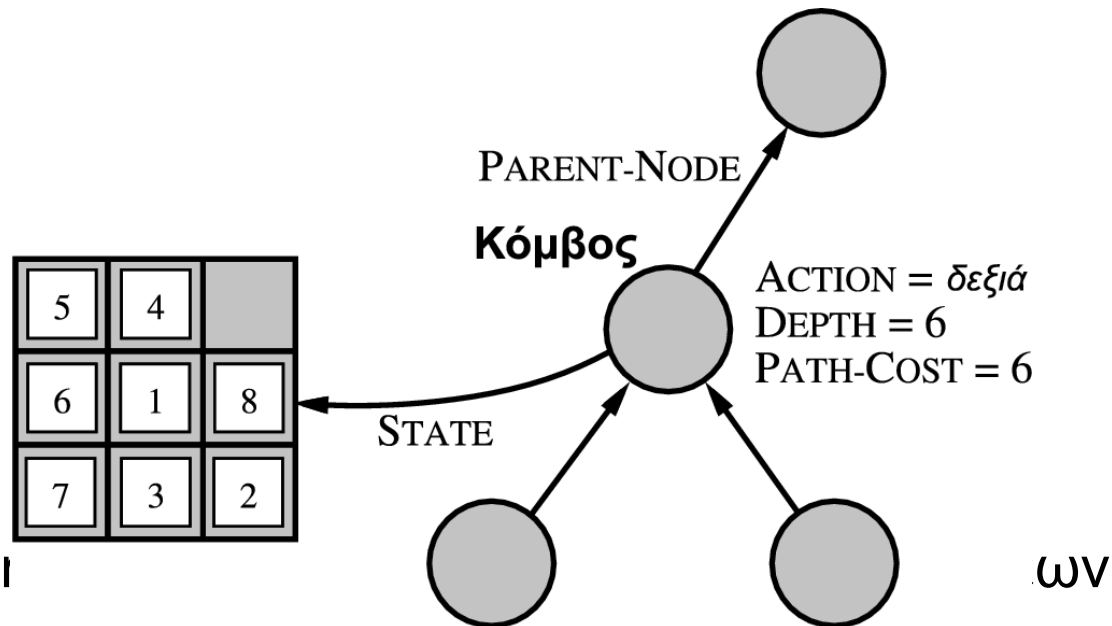 PARENT-NODE
Κόμβος
ACTION = δεξιά
DEPTH = 6
PATH-COST = 6
5 4
6 1 8
STATE
7 3 2
ων